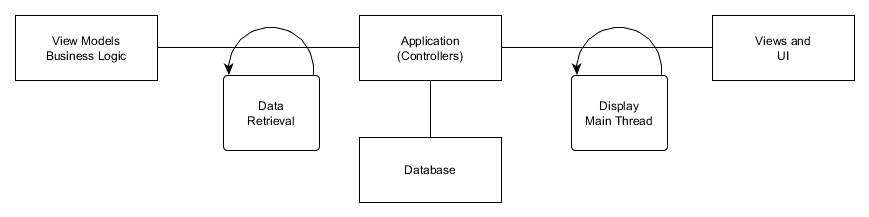 View Models
Business Logic
Application
(Controllers)
Views and
UI
Data
Retrieval
Display
Main Thread
Database